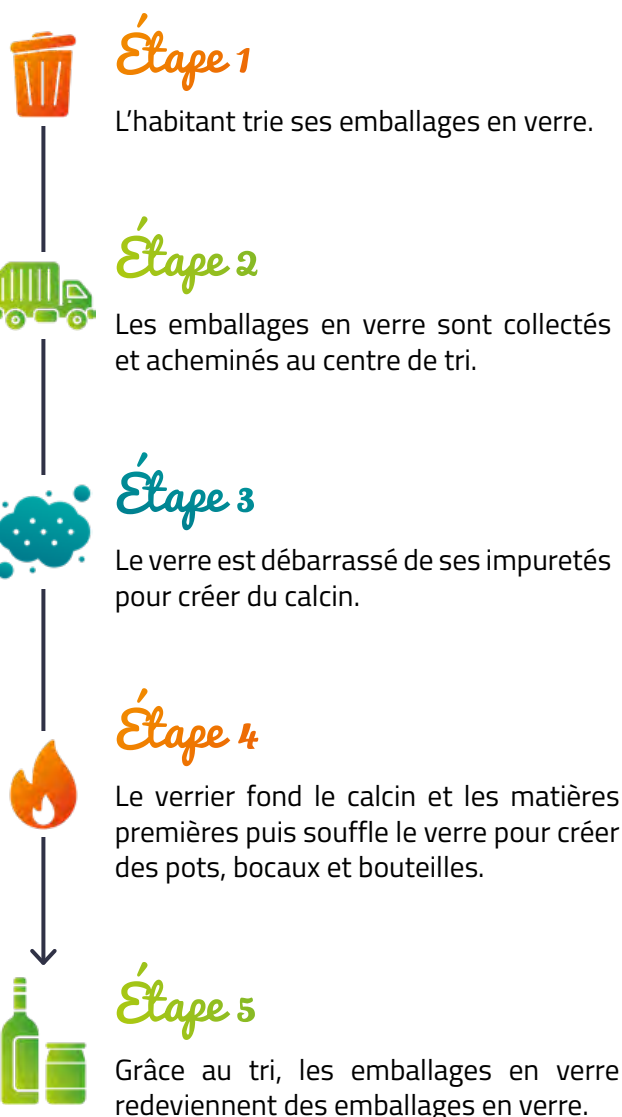 Étape 1
L'habitant trie ses emballages en verre.
Étape 2
Les emballages en verre sont collectés
et acheminés au centre de tri.
Étape 3
Le verre est débarrassé de ses impuretés
pour créer du calcin.
Étape 4
Le verrier fond le calcin et les matières
premières puis souffle le verre pour créer
des pots, bocaux et bouteilles.
Étape 5
Grâce au tri, les emballages en verre
redeviennent des emballages en verre.